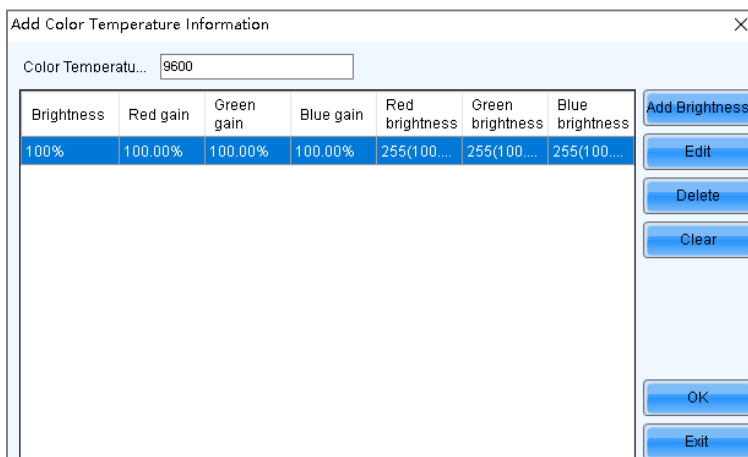 Add Color Temperature Information
Color Temperatu... 9600
Brightness Red gain Green gain Blue gain Red brightness Green brightness Blue brightness
100% 100.00% 100.00% 100.00% 255(100.... 255(100.... 255(100....
Add Brightness
Edit
Delete
Clear
OK
Exit